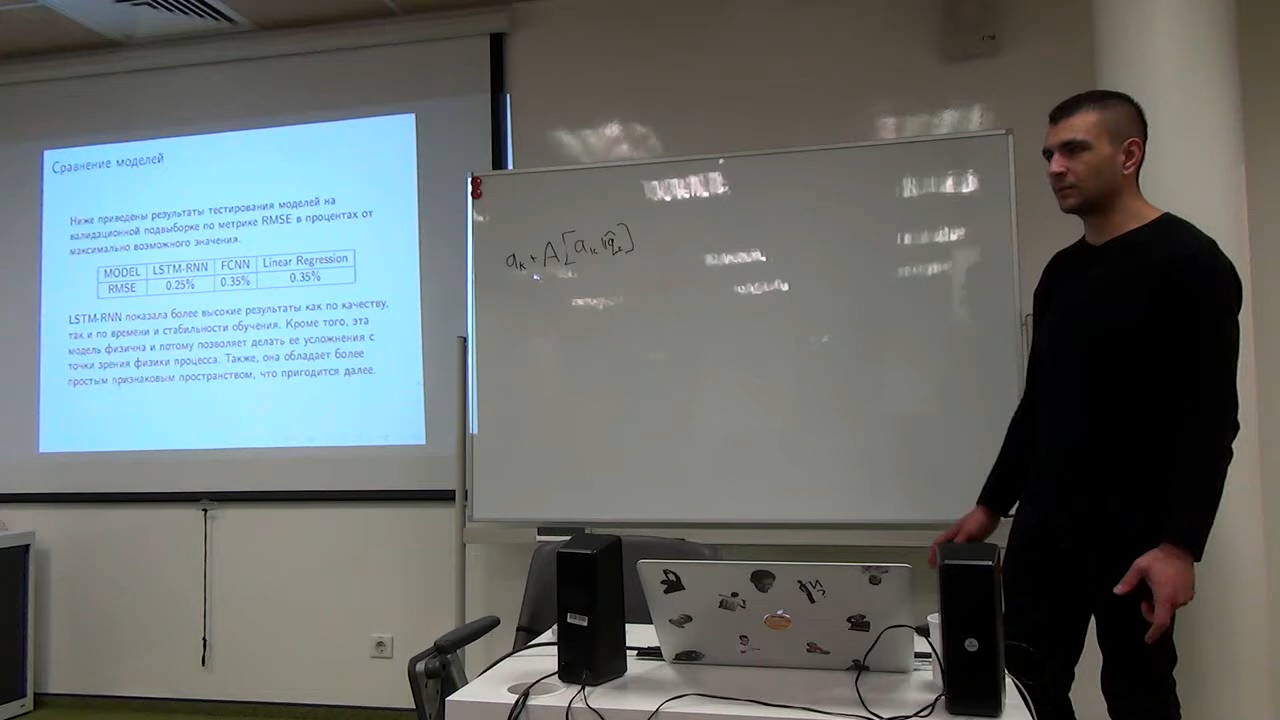 Сравнение моделей
Ниже приведены результаты тестирования моделей на
валидационной подвыборке по метрике RMSE в процентах от
максимально возможного значения.
MODEL LSTM-RNN FCNN Linear Regression
RMSE 0.25% 0.35% 0.35%
LSTM-RNN показала более высокие результаты как по качеству,
так и по времени и стабильности обучения. Кроме того, эта
модель физична и потому позволяет делать ее усложнения с
точки зрения физики процесса. Также, она обладает более
простым признаковым пространством, что пригодится далее.
aₖ + A[aₖ